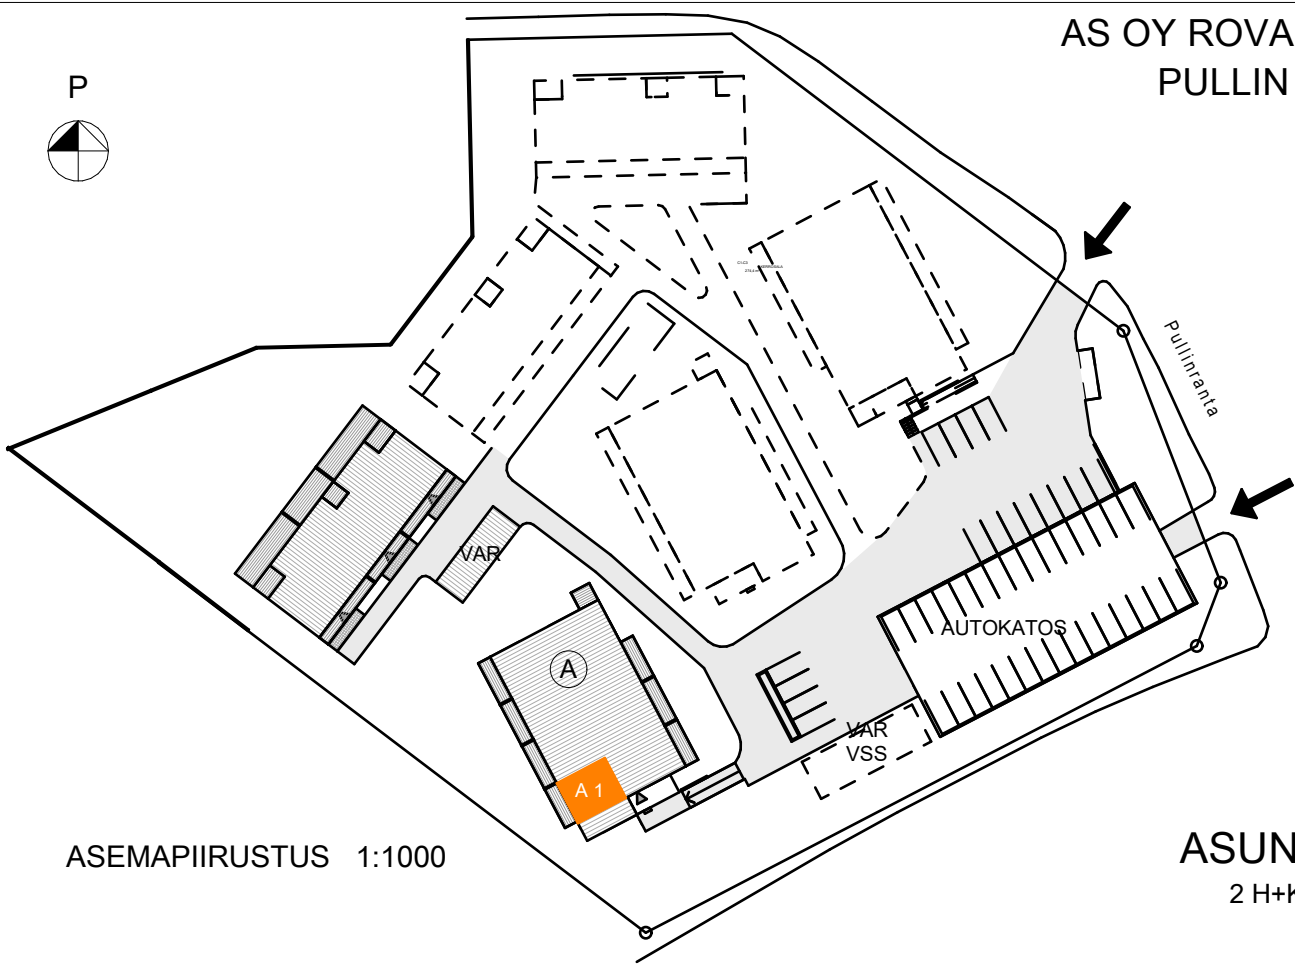 AS OY ROVA
PULLIN
P
Pullinranta
VAR
AUTOKATOS
A
VAR
VSS
A 1
ASEMAPIIRUSTUS 1:1000
ASUN
2 H+K